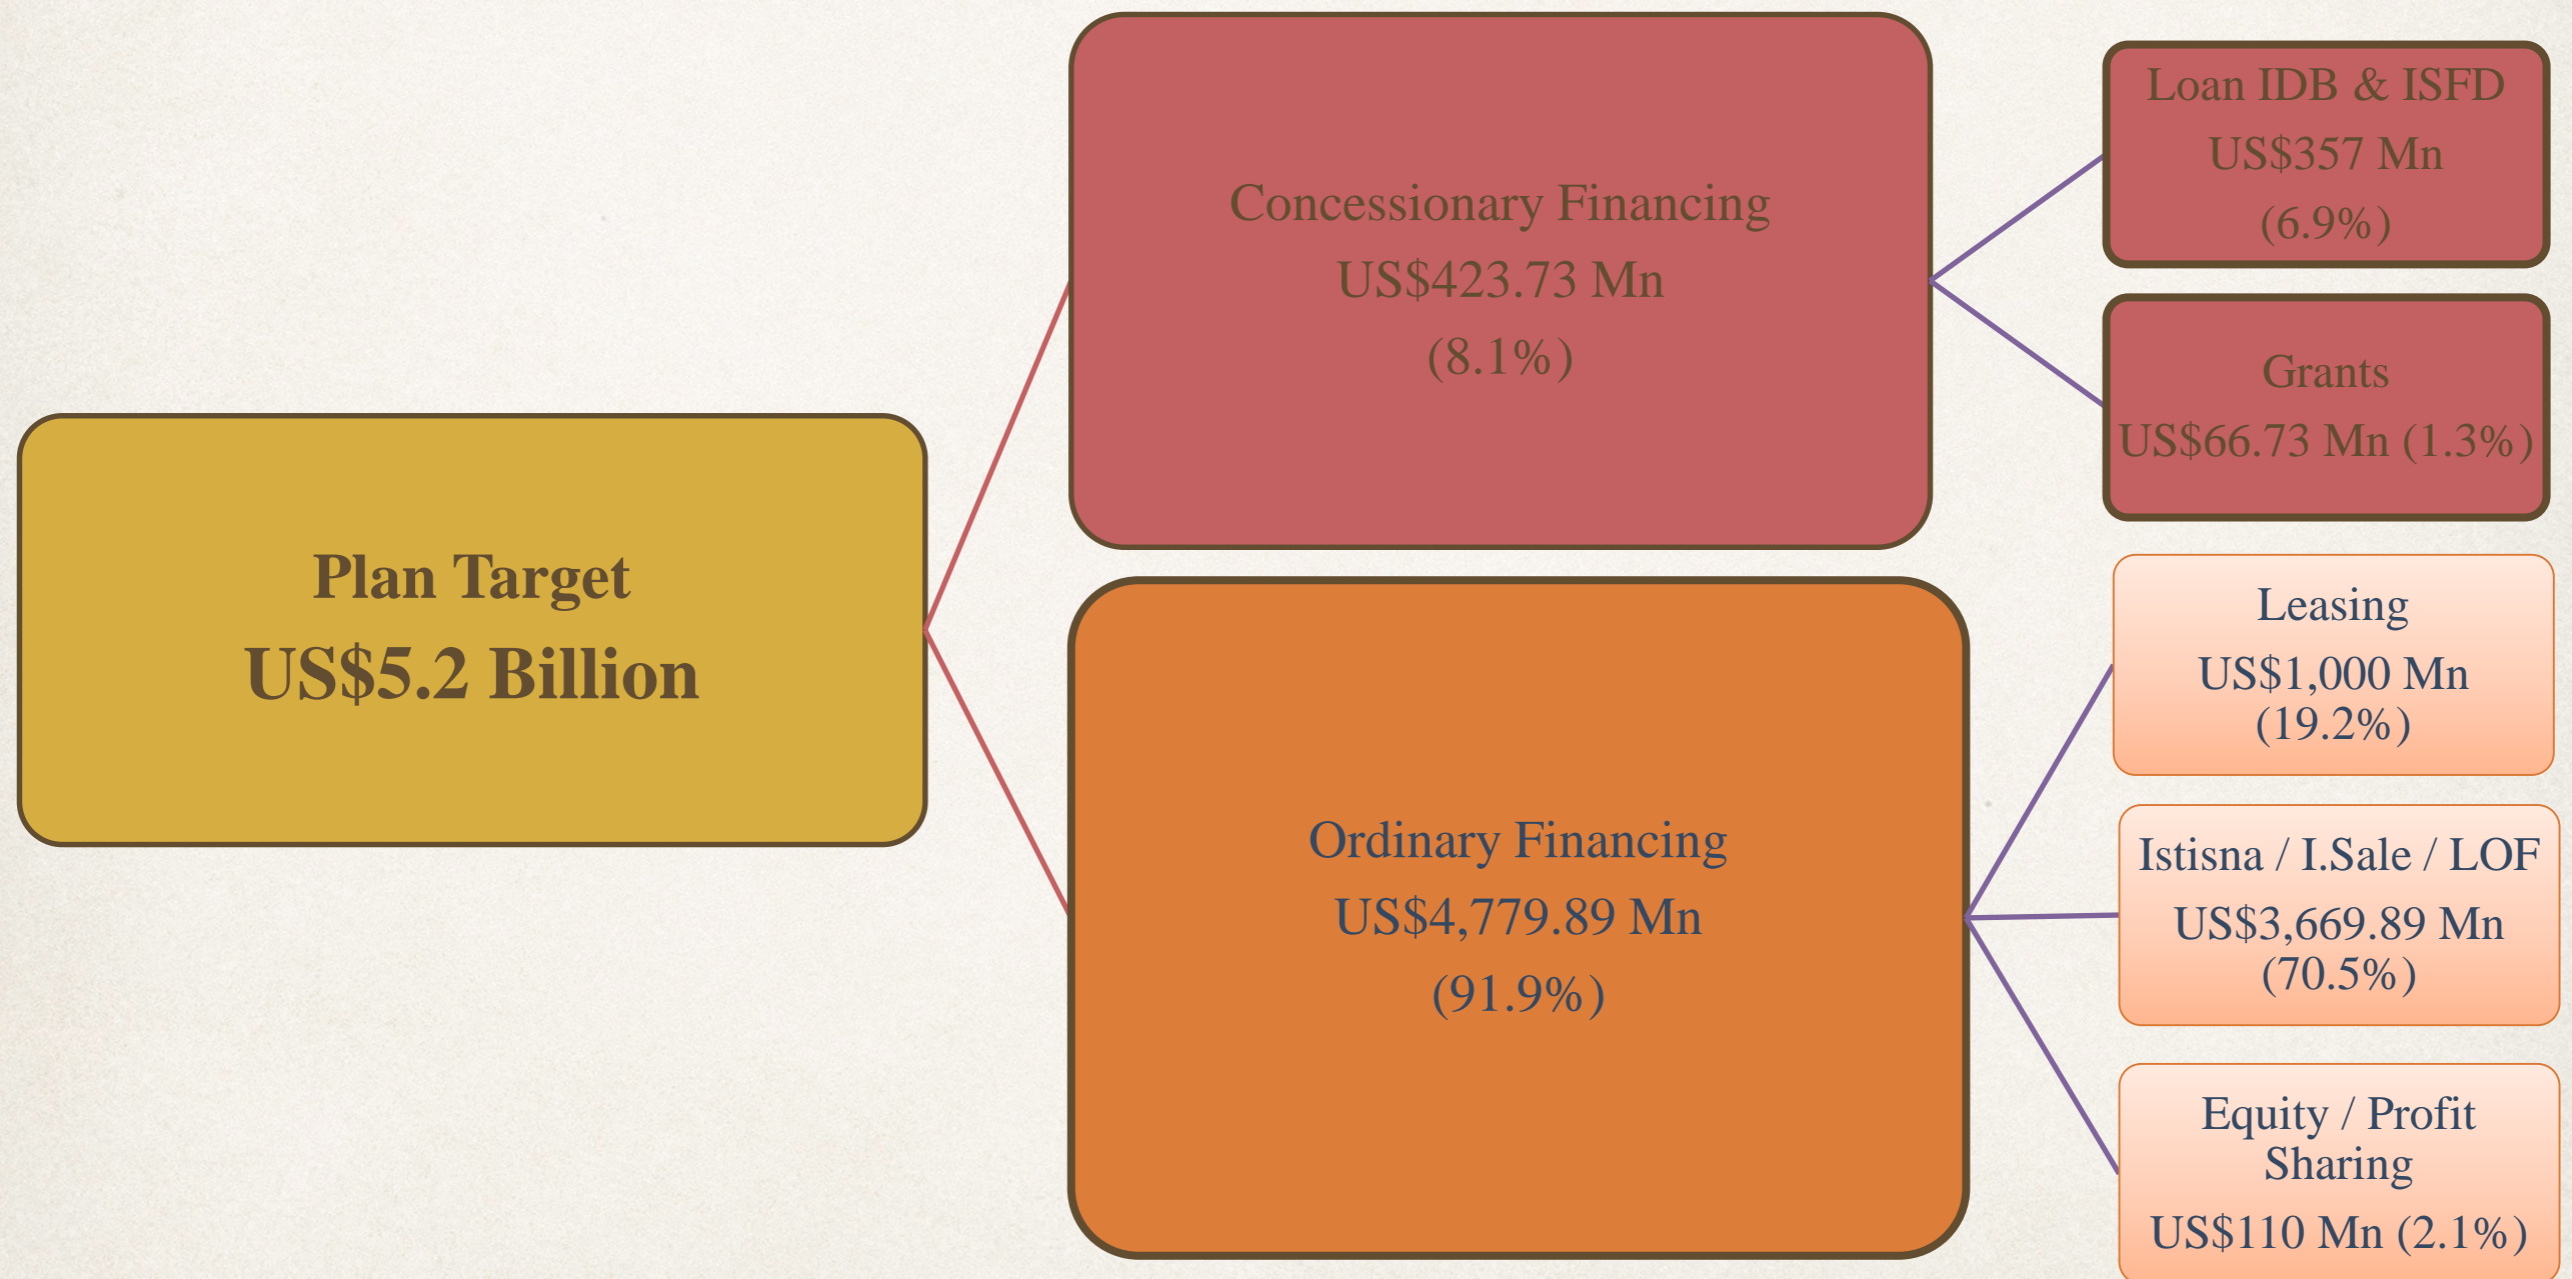 Plan Target
US$5.2 Billion
Concessionary Financing
US$423.73 Mn
(8.1%)
Loan IDB & ISFD
US$357 Mn
(6.9%)
Grants
US$66.73 Mn (1.3%)
Ordinary Financing
US$4,779.89 Mn
(91.9%)
Leasing
US$1,000 Mn
(19.2%)
Istisna / I.Sale / LOF
US$3,669.89 Mn
(70.5%)
Equity / Profit
Sharing
US$110 Mn (2.1%)